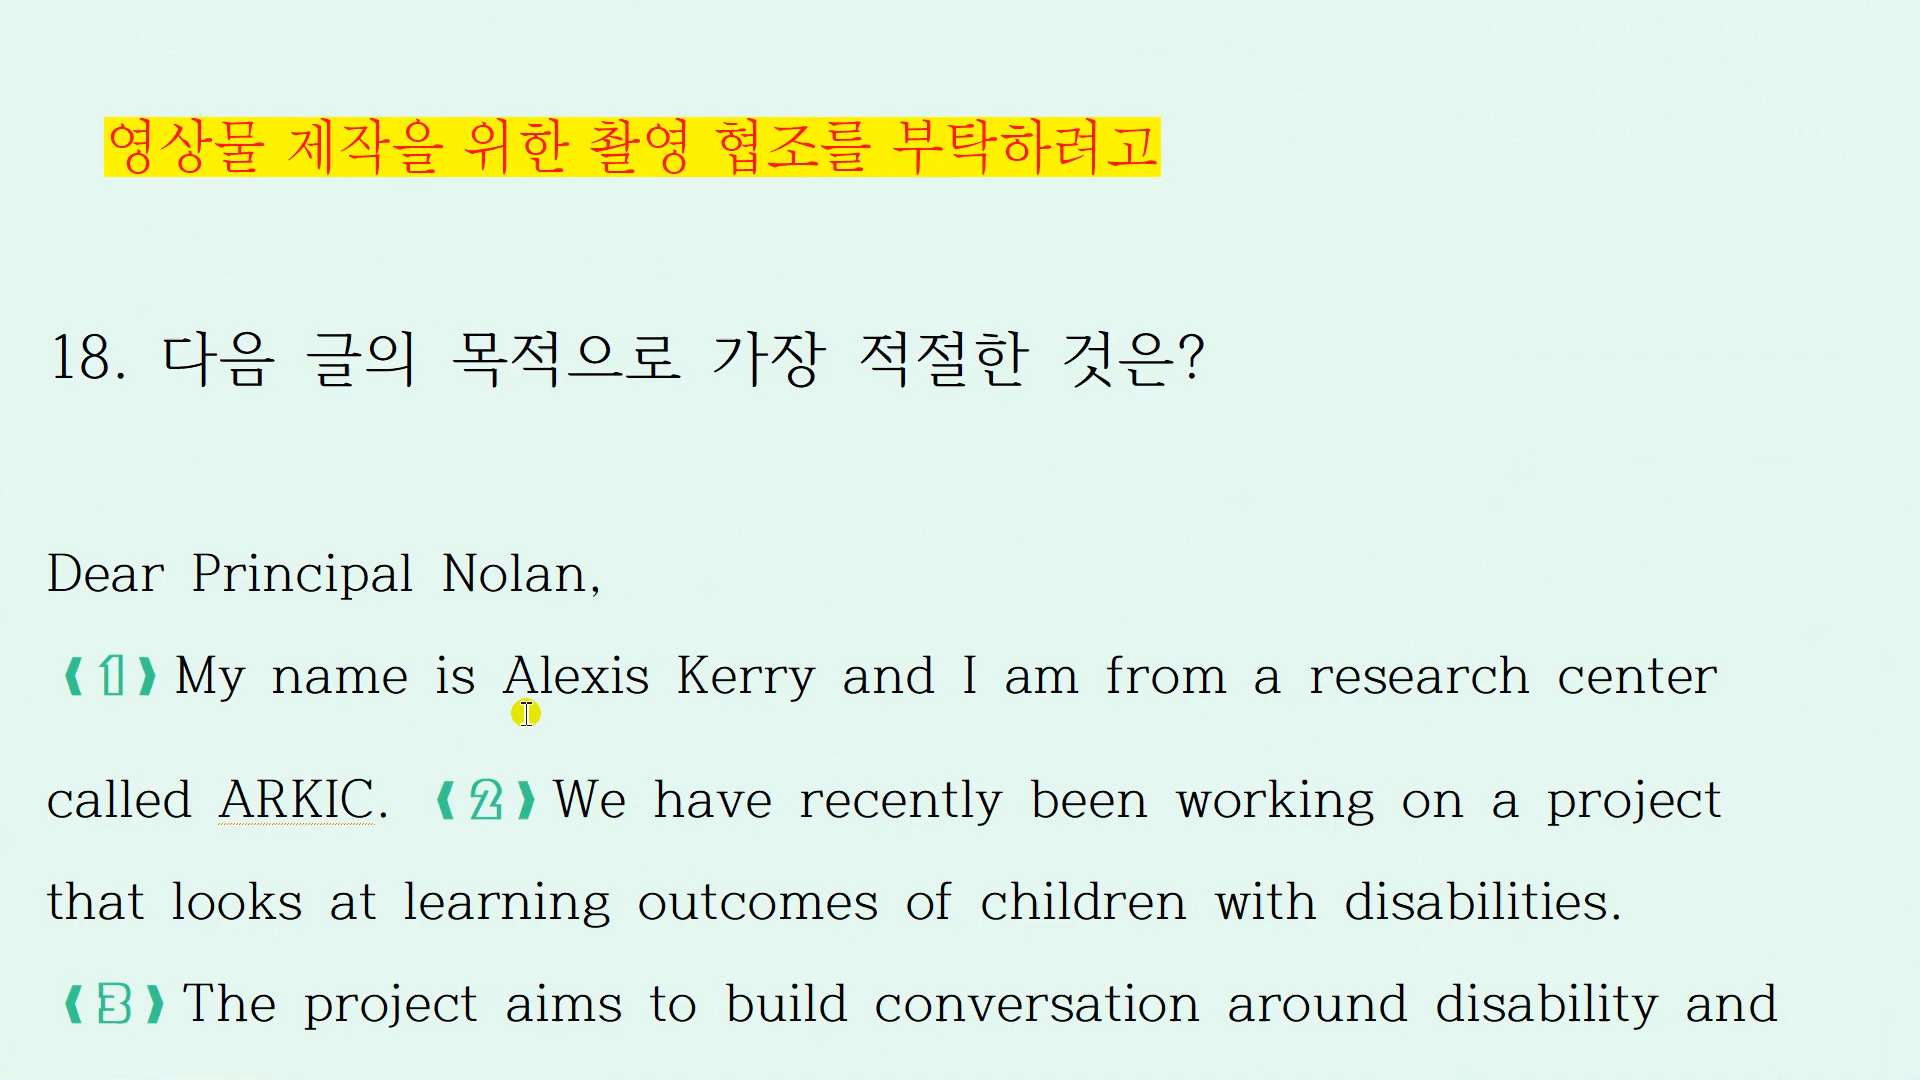 영상물 제작을 위한 촬영 협조를 부탁하려고
18. 다음 글의 목적으로 가장 적절한 것은?
Dear Principal Nolan,
❰1❱My name is Alexis Kerry and I am from a research center
called ARKIC. ❰2❱We have recently been working on a project
that looks at learning outcomes of children with disabilities.
❰3❱The project aims to build conversation around disability and